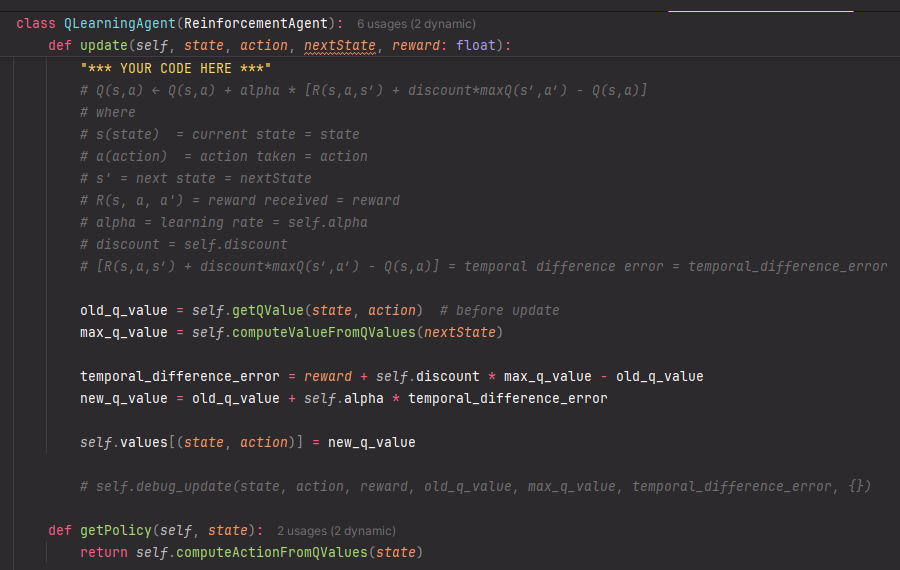 class QLearningAgent(ReinforcementAgent):  6 usages (2 dynamic)
    def update(self, state, action, nextState, reward: float):
        "*** YOUR CODE HERE ***"
        # Q(s,a) ← Q(s,a) + alpha * [R(s,a,s′) + discount*maxQ(s′,a′) - Q(s,a)]
        # where
        # s(state)  = current state = state
        # a(action)  = action taken = action
        # s' = next state = nextState
        # R(s, a, a') = reward received = reward
        # alpha = learning rate = self.alpha
        # discount = self.discount
        # [R(s,a,s′) + discount*maxQ(s′,a′) - Q(s,a)] = temporal difference error = temporal_difference_error
        old_q_value = self.getQValue(state, action)  # before update
        max_q_value = self.computeValueFromQValues(nextState)
        temporal_difference_error = reward + self.discount * max_q_value - old_q_value
        new_q_value = old_q_value + self.alpha * temporal_difference_error
        self.values[(state, action)] = new_q_value
        # self.debug_update(state, action, reward, old_q_value, max_q_value, temporal_difference_error, {})
    def getPolicy(self, state):  2 usages (2 dynamic)
        return self.computeActionFromQValues(state)